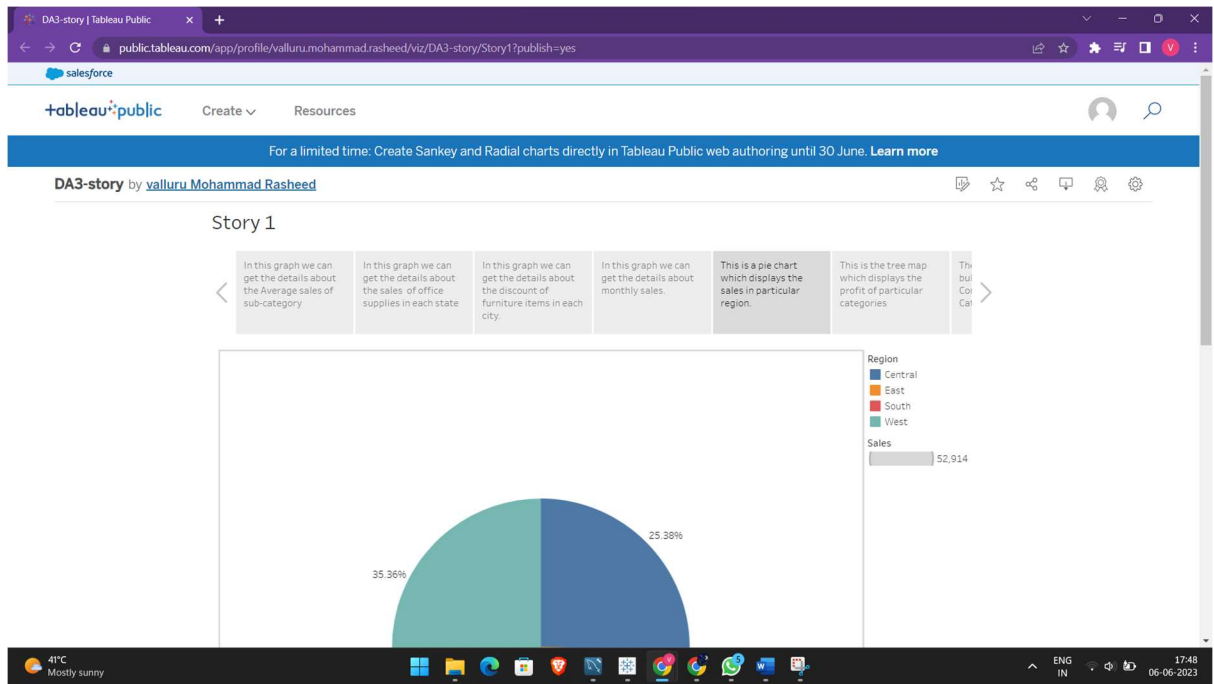 DA3-story | Tableau Public
public.tableau.com/app/profile/valluru.mohammad.rasheed/viz/DA3-story/Story1?publish=yes
V
salesforce
+ableau public
Create
Resources
For a limited time: Create Sankey and Radial charts directly in Tableau Public web authoring until 30 June. Learn more
DA3-story by valluru Mohammad Rasheed
Story 1
In this graph we can
get the details about
the Average sales of
sub-category
In this graph we can
get the details about
the sales of office
supplies in each state
In this graph we can
get the details about
the discount of
furniture items in each
city.
In this graph we can
get the details about
monthly sales.
This is a pie chart
which displays the
sales in particular
region.
This is the tree map
which displays the
profit of particular
categories
Region
Central
East
South
West
Sales
52,914
25.38%
35.36%
41°C
Mostly sunny
5
ENG
IN
17:48
06-06-2023